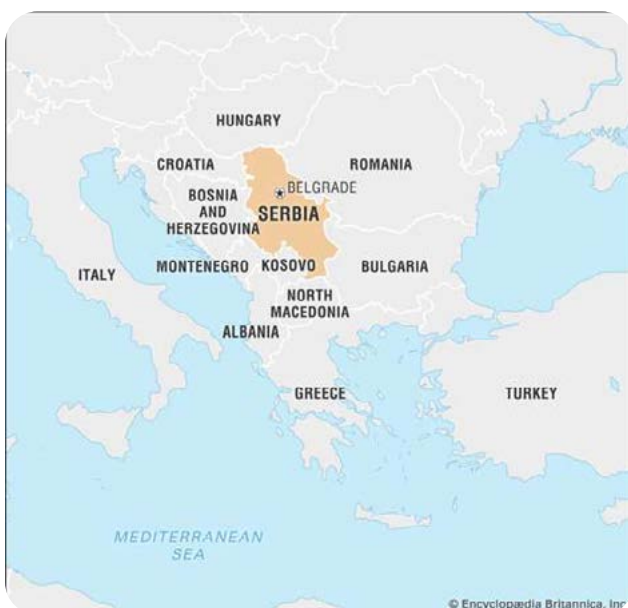 HUNGARY
CROATIA
ROMANIA
BELGRADE
BOSNIA
AND
HERZEGOVINA
SERBIA
MONTENEGRO
KOSOVO
BULGARIA
ITALY
NORTH
MACEDONIA
ALBANIA
GREECE
TURKEY
MEDITERRANEAN
SEA
© Encyclopædia Britannica, Inc